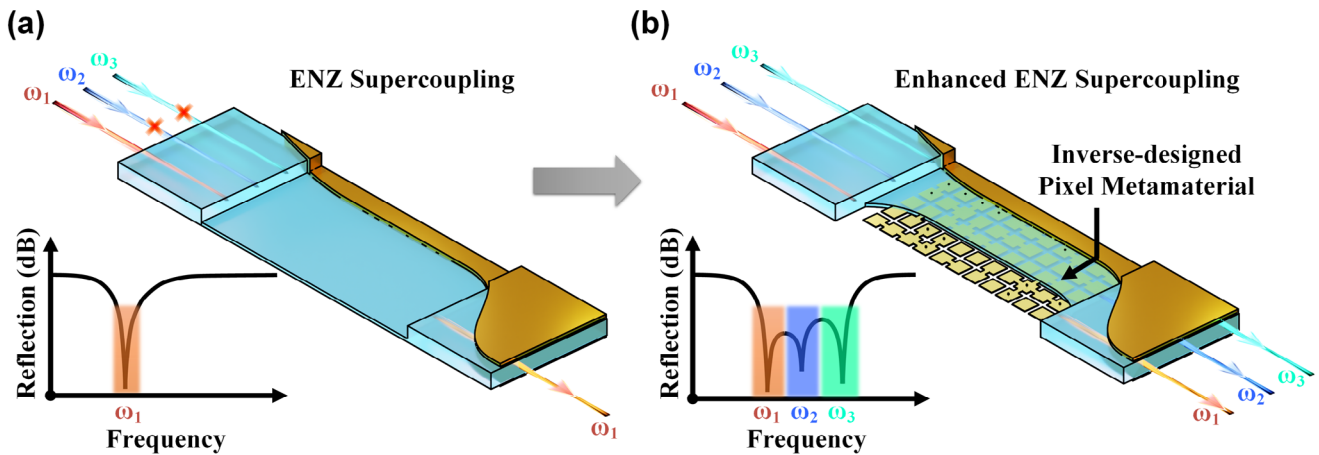 (a)
ω3
ω2
ω1
ENZ Supercoupling
Reflection (dB)
ω1
Frequency
ω1
(b)
ω3
ω2
ω1
Enhanced ENZ Supercoupling
Inverse-designed
Pixel Metamaterial
Reflection (dB)
ω1 ω2 ω3
Frequency
ω3
ω2
ω1